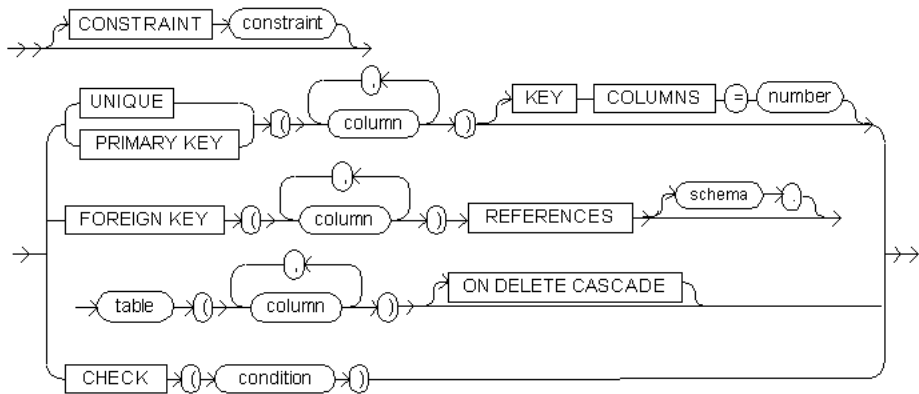 CONSTRAINT constraint
,
UNIQUE ( column ) KEY COLUMNS = number
PRIMARY KEY
,
FOREIGN KEY ( column ) REFERENCES schema .
,
table ( column ) ON DELETE CASCADE
CHECK ( condition )